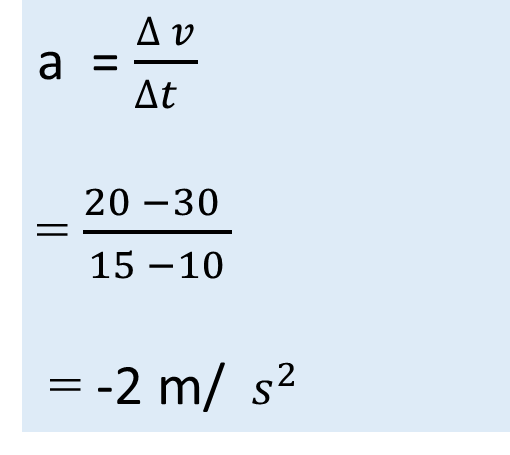 a = Δ v / Δt
= 20 − 30 / 15 − 10
= -2 m/ s²